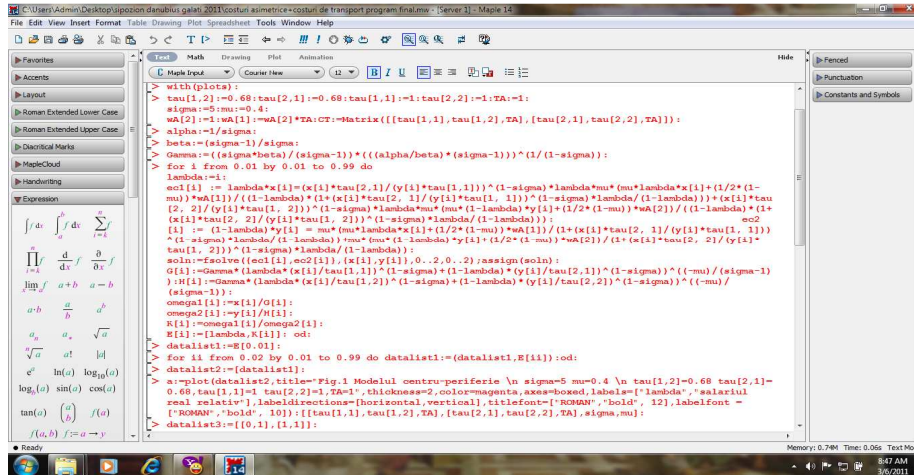 C:\Users\Admin\Desktop\sipozion danubius galati 2011\costuri asimetrice+costuri de transport program final.mw - [Server 1] - Maple 14
File Edit View Insert Format Table Drawing Plot Spreadsheet Tools Window Help
Favorites
Accents
Layout
Roman Extended Lower Case
Roman Extended Upper Case
Diacritical Marks
MapleCloud
Handwriting
Expression
Text Math Drawing Plot Animation Hide
Maple Input Courier New 12 B I U
Fenced
Punctuation
Constants and Symbols
> with(plots):
> tau[1,2]:=0.68:tau[2,1]:=0.68:tau[1,1]:=1:tau[2,2]:=1:TA:=1:
sigma:=5:mu:=0.4:
wA[2]:=1:wA[1]:=wA[2]*TA:CT:=Matrix([[tau[1,1],tau[1,2],TA],[tau[2,1],tau[2,2],TA]]):
> alpha:=1/sigma:
> beta:=(sigma-1)/sigma:
> Gamma:=((sigma*beta)/(sigma-1))*(((alpha/beta)*(sigma-1)))^(1/(1-sigma)):
> for i from 0.01 by 0.01 to 0.99 do
lambda:=i:
ec1[i] := lambda*x[i]=(x[i]*tau[2,1]/(y[i]*tau[1,1]))^(1-sigma)*lambda*mu*(mu*lambda*x[i]+(1/2*(1-
mu))*wA[1])/((1-lambda)*(1+(x[i]*tau[2, 1]/(y[i]*tau[1, 1]))^(1-sigma)*lambda/(1-lambda)))+(x[i]*tau
[2, 2]/(y[i]*tau[1, 2]))^(1-sigma)*lambda*mu*(mu*(1-lambda)*y[i]+(1/2*(1-mu))*wA[2])/((1-lambda)*(1+
(x[i]*tau[2, 2]/(y[i]*tau[1, 2]))^(1-sigma)*lambda/(1-lambda))): ec2
[i] := (1-lambda)*y[i] = mu*(mu*lambda*x[i]+(1/2*(1-mu))*wA[1])/(1+(x[i]*tau[2, 1]/(y[i]*tau[1, 1]))
^(1-sigma)*lambda/(1-lambda))+mu*(mu*(1-lambda)*y[i]+(1/2*(1-mu))*wA[2])/(1+(x[i]*tau[2, 2]/(y[i]*
tau[1, 2]))^(1-sigma)*lambda/(1-lambda)):
soln:=fsolve({ec1[i],ec2[i]},{x[i],y[i]},0..2,0..2);assign(soln):
G[i]:=Gamma*(lambda*(x[i]/tau[1,1])^(1-sigma)+(1-lambda)*(y[i]/tau[2,1])^(1-sigma))^((-mu)/(sigma-1)
):H[i]:=Gamma*(lambda*(x[i]/tau[1,2])^(1-sigma)+(1-lambda)*(y[i]/tau[2,2])^(1-sigma))^((-mu)/
(sigma-1)):
omega1[i]:=x[i]/G[i]:
omega2[i]:=y[i]/H[i]:
K[i]:=omega1[i]/omega2[i]:
E[i]:=[lambda,K[i]]: od:
> datalist1:=E[0.01]:
> for ii from 0.02 by 0.01 to 0.99 do datalist1:=(datalist1,E[ii]):od:
> datalist2:=[datalist1]:
> a:=plot(datalist2,title="Fig.1 Modelul centru-periferie \n sigma=5 mu=0.4 \n tau[1,2]=0.68 tau[2,1]=
0.68,tau[1,1]=1 tau[2,2]=1,TA=1",thickness=2,color=magenta,axes=boxed,labels=["lambda","salariul
real relativ"],labeldirections=[horizontal,vertical],titlefont=["ROMAN","bold", 12],labelfont =
["ROMAN","bold", 10]):[[tau[1,1],tau[1,2],TA],[tau[2,1],tau[2,2],TA],sigma,mu]:
> datalist3:=[[0,1],[1,1]]:
Ready
Memory: 0.74M Time: 0.06s Text Mo
8:47 AM
3/6/2011